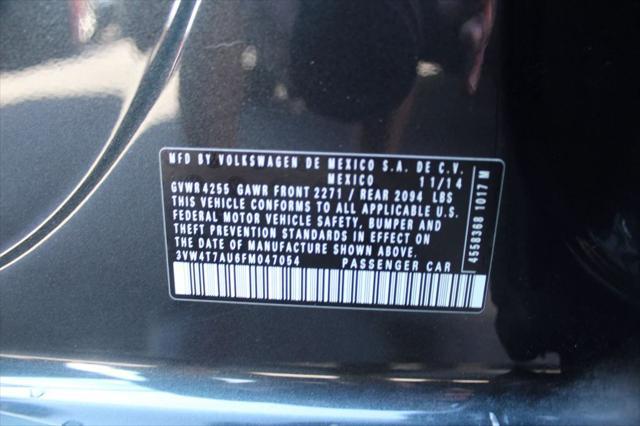 MFD BY VOLKSWAGEN DE MEXICO S.A. DE C.V.
MEXICO 11/14
GVWR 4255 GAWR FRONT 2271 / REAR 2094 LBS
THIS VEHICLE CONFORMS TO ALL APPLICABLE U.S.
FEDERAL MOTOR VEHICLE SAFETY, BUMPER AND
THEFT PREVENTION STANDARDS IN EFFECT ON
THE DATE OF MANUFACTURE SHOWN ABOVE.
3VW4T7AU6FM047054 PASSENGER CAR
4558368 1017 M